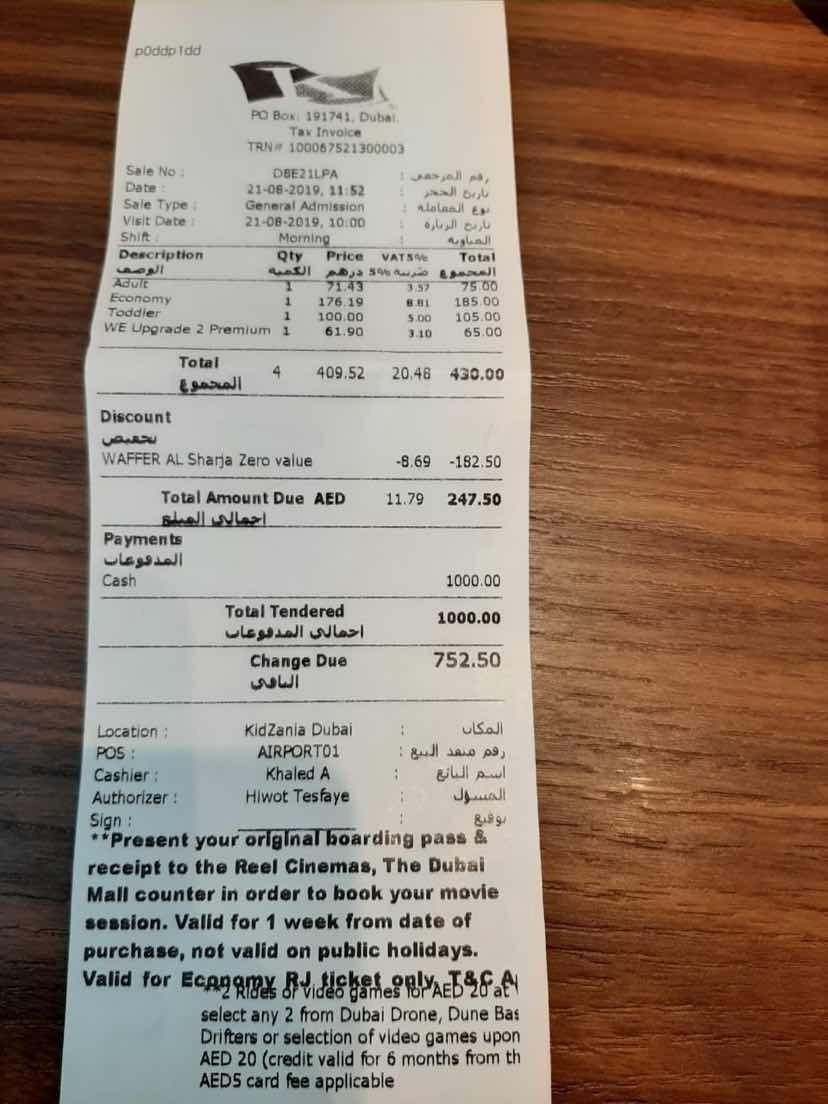 p0ddp1dd
PO Box: 191741, Dubai.
Tax Invoice
TRN# 100067521300003
Sale No : DBE21LPA : رقم المرجعي
Date : 21-08-2019, 11:52 : تاريخ الحجز
Sale Type : General Admission : نوع المعاملة
Visit Date : 21-08-2019, 10:00 : تاريخ الزيارة
Shift : Morning : المناوبة
Description Qty Price VAT5% Total
الوصف الكمية درهم ضريبة 5% المجموع
Adult 1 71.43 3.57 75.00
Economy 1 176.19 8.81 185.00
Toddler 1 100.00 5.00 105.00
WE Upgrade 2 Premium 1 61.90 3.10 65.00
Total 4 409.52 20.48 430.00
المجموع
Discount
تخفيض
WAFFER AL Sharja Zero value -8.69 -182.50
Total Amount Due AED 11.79 247.50
اجمالي المبلغ
Payments
المدفوعات
Cash 1000.00
Total Tendered 1000.00
اجمالي المدفوعات
Change Due 752.50
الباقي
Location : KidZania Dubai : المكان
POS : AIRPORT01 : رقم منفذ البيع
Cashier : Khaled A : اسم البائع
Authorizer : Hiwot Tesfaye : المسؤل
Sign : : توقيع
**Present your original boarding pass &
receipt to the Reel Cinemas, The Dubai
Mall counter in order to book your movie
session. Valid for 1 week from date of
purchase, not valid on public holidays.
Valid for Economy RJ ticket only, T&C A
**2 Rides or video games for AED 20 at
select any 2 from Dubai Drone, Dune Bas
Drifters or selection of video games upon
AED 20 (credit valid for 6 months from th
AED5 card fee applicable